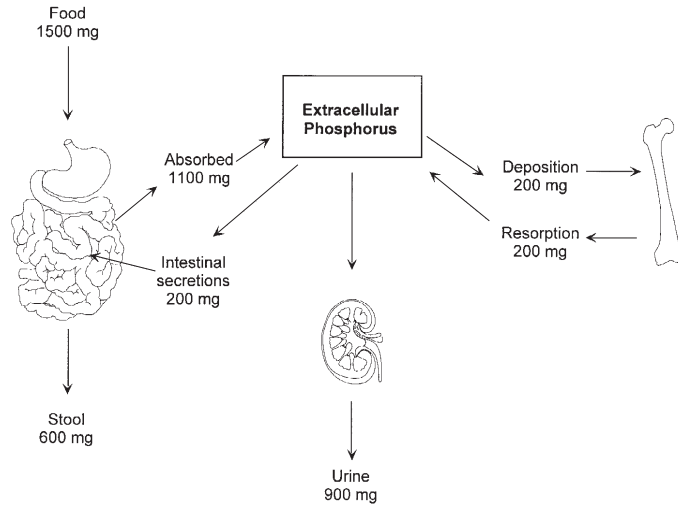 Food
1500 mg
Extracellular
Phosphorus
Absorbed
1100 mg
Deposition
200 mg
Resorption
200 mg
Intestinal
secretions
200 mg
Stool
600 mg
Urine
900 mg